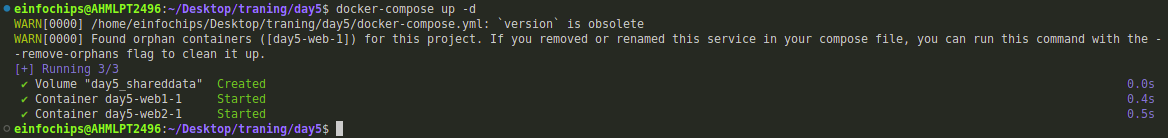 einfochips@AHMLPT2496:~/Desktop/traning/day5$ docker-compose up -d
WARN[0000] /home/einfochips/Desktop/traning/day5/docker-compose.yml: `version` is obsolete
WARN[0000] Found orphan containers ([day5-web-1]) for this project. If you removed or renamed this service in your compose file, you can run this command with the -
-remove-orphans flag to clean it up.
[+] Running 3/3
✔ Volume "day5_shareddata" Created 0.0s
✔ Container day5-web1-1 Started 0.4s
✔ Container day5-web2-1 Started 0.5s
einfochips@AHMLPT2496:~/Desktop/traning/day5$